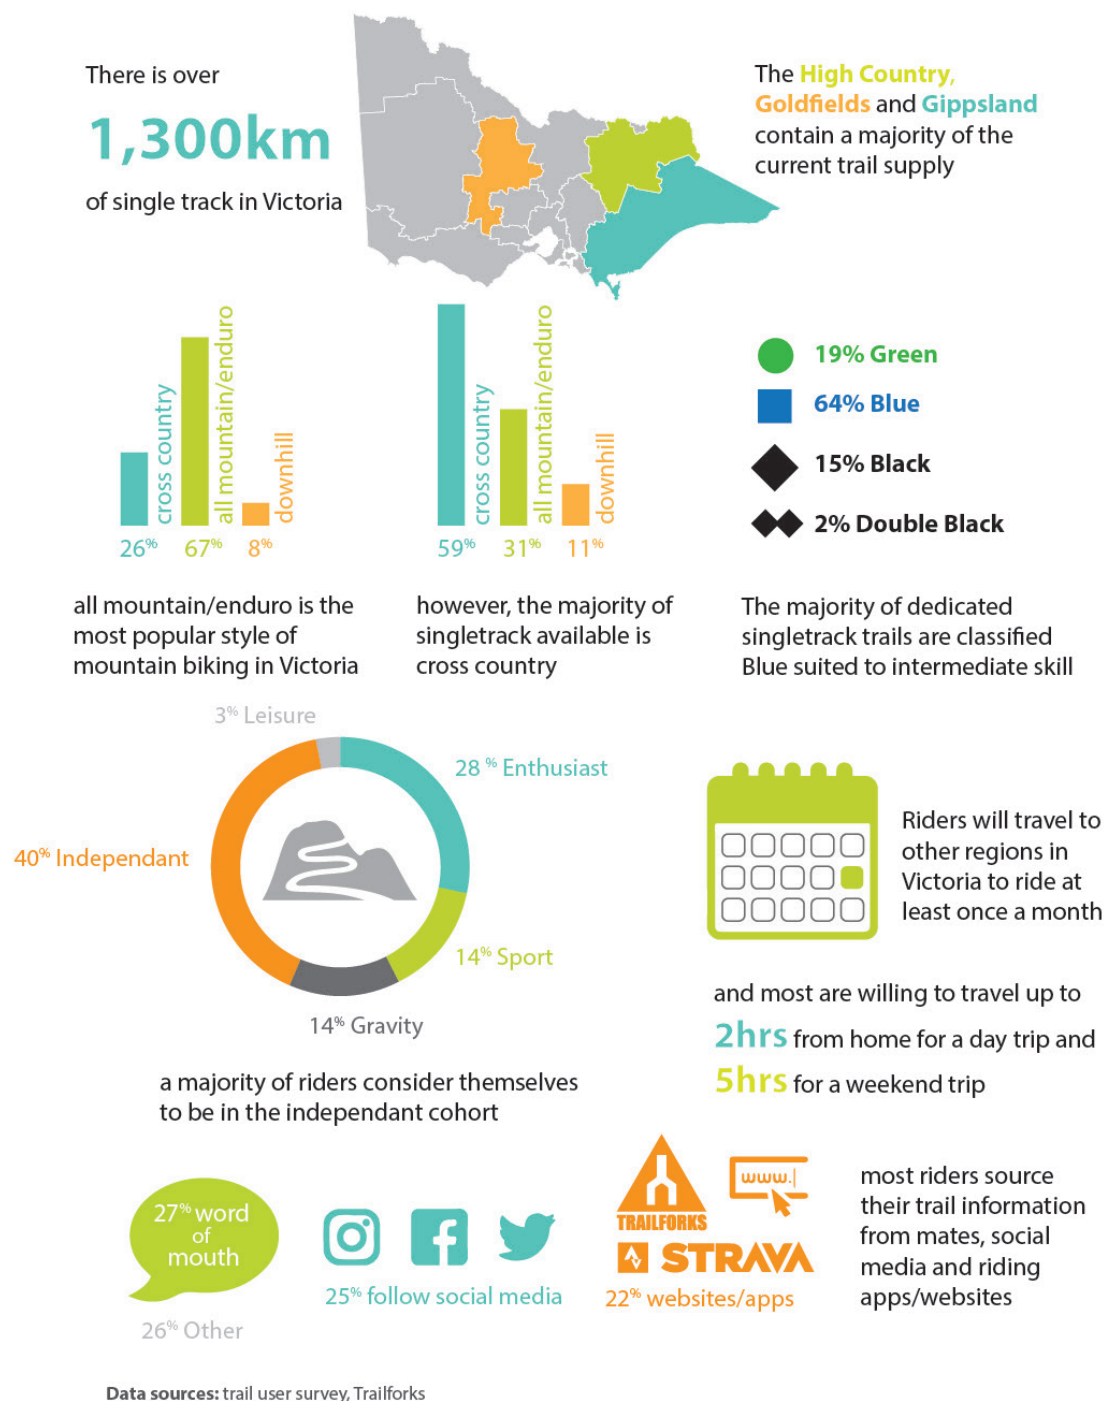 There is over
1,300km
of single track in Victoria
The High Country,
Goldfields and Gippsland
contain a majority of the
current trail supply
cross country
all mountain/enduro
downhill
26% 67% 8%
all mountain/enduro is the
most popular style of
mountain biking in Victoria
cross country
all mountain/enduro
downhill
59% 31% 11%
however, the majority of
singletrack available is
cross country
19% Green
64% Blue
15% Black
2% Double Black
The majority of dedicated
singletrack trails are classified
Blue suited to intermediate skill
3% Leisure
28 % Enthusiast
40% Independant
14% Sport
14% Gravity
a majority of riders consider themselves
to be in the independant cohort
Riders will travel to
other regions in
Victoria to ride at
least once a month
and most are willing to travel up to
2hrs from home for a day trip and
5hrs for a weekend trip
27% word
of
mouth
26% Other
25% follow social media
TRAILFORKS
www.
STRAVA
22% websites/apps
most riders source
their trail information
from mates, social
media and riding
apps/websites
Data sources: trail user survey, Trailforks